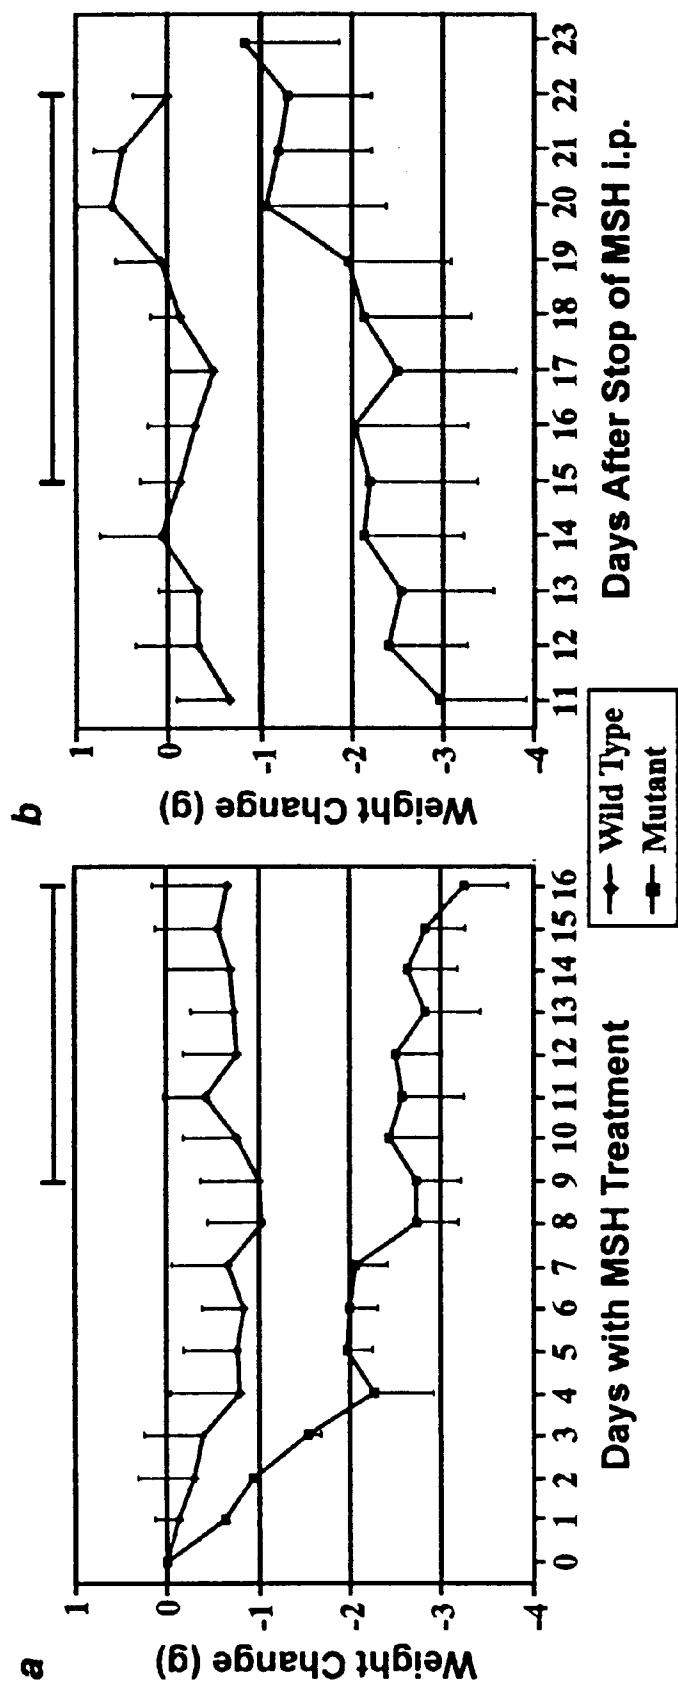 a
Weight Change (g)
1
0
-1
-2
-3
-4
0 1 2 3 4 5 6 7 8 9 10 11 12 13 14 15 16
Days with MSH Treatment
b
Weight Change (g)
1
0
-1
-2
-3
-4
11 12 13 14 15 16 17 18 19 20 21 22 23
Days After Stop of MSH i.p.
Wild Type
Mutant